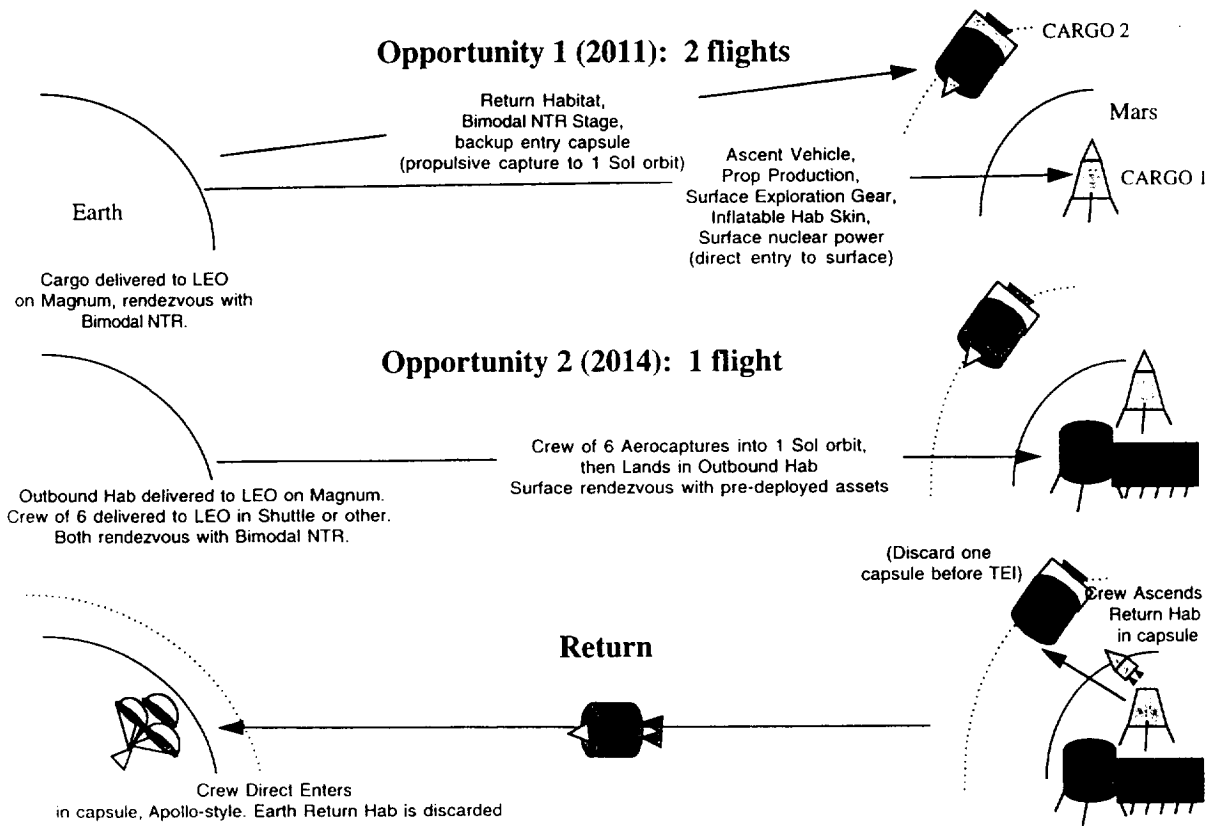 Opportunity 1 (2011): 2 flights
CARGO 2
Return Habitat,
Bimodal NTR Stage,
backup entry capsule
(propulsive capture to 1 Sol orbit)
Mars
Ascent Vehicle,
Prop Production,
Surface Exploration Gear,
Inflatable Hab Skin,
Surface nuclear power
(direct entry to surface)
CARGO 1
Earth
Cargo delivered to LEO
on Magnum, rendezvous with
Bimodal NTR.
Opportunity 2 (2014): 1 flight
Crew of 6 Aerocaptures into 1 Sol orbit,
then Lands in Outbound Hab
Surface rendezvous with pre-deployed assets
Outbound Hab delivered to LEO on Magnum.
Crew of 6 delivered to LEO in Shuttle or other.
Both rendezvous with Bimodal NTR.
(Discard one
capsule before TEI)
Crew Ascends
Return Hab
in capsule
Return
Crew Direct Enters
in capsule, Apollo-style. Earth Return Hab is discarded